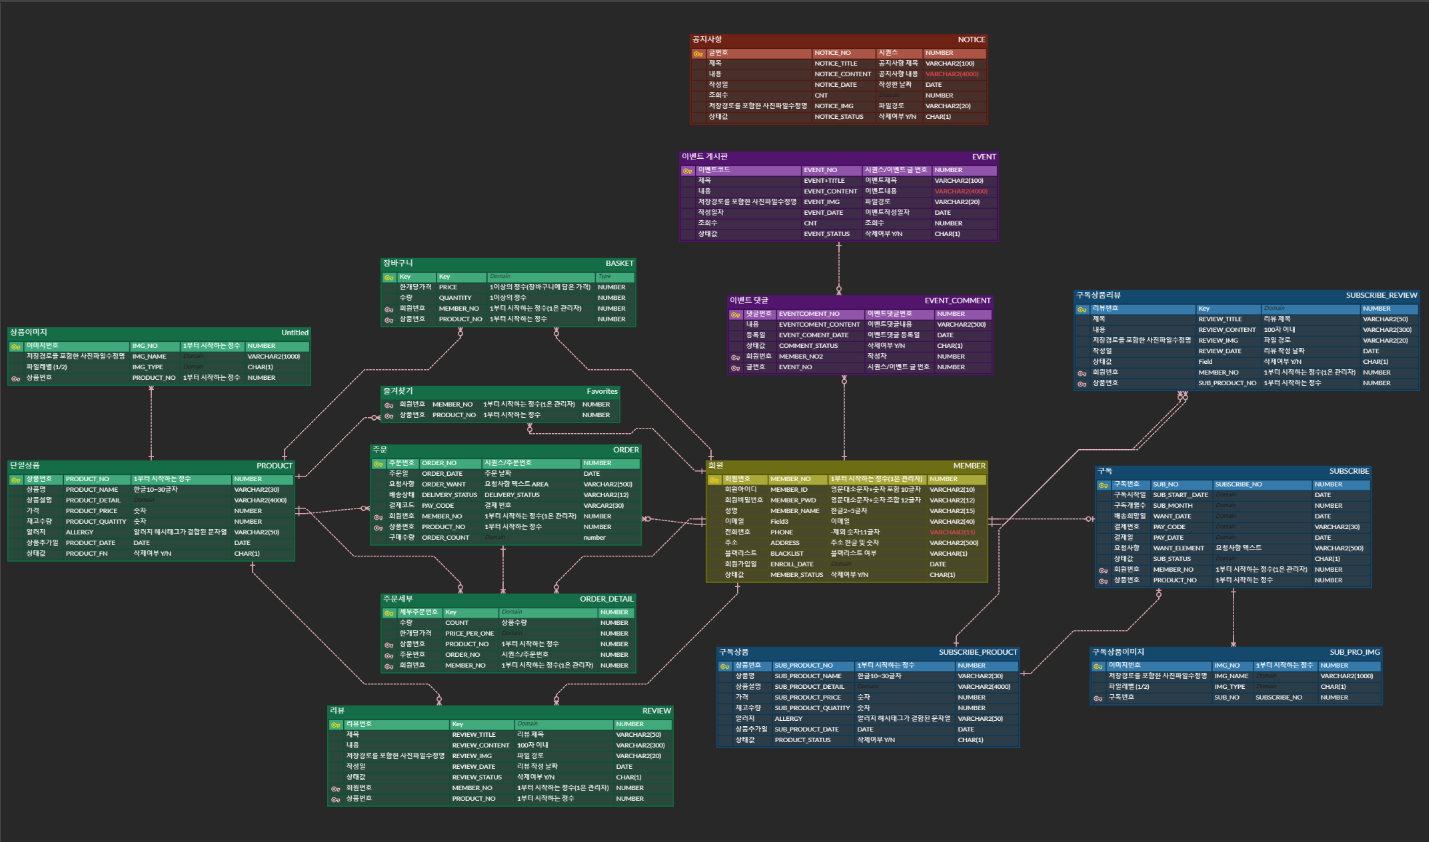 공지사항 NOTICE
글번호 NOTICE_NO 시퀀스 NUMBER
제목 NOTICE_TITLE 공지사항 제목 VARCHAR2(100)
내용 NOTICE_CONTENT 공지사항 내용 VARCHAR2(4000)
작성일 NOTICE_DATE 작성한 날짜 DATE
조회수 CNT Domain NUMBER
저장경로를 포함한 사진파일수정명 NOTICE_IMG 파일경로 VARCHAR2(20)
상태값 NOTICE_STATUS 삭제여부 Y/N CHAR(1)
이벤트 게시판 EVENT
이벤트코드 EVENT_NO 시퀀스/이벤트 글 번호 NUMBER
제목 EVENT+TITLE 이벤트제목 VARCHAR2(100)
내용 EVENT_CONTENT 이벤트내용 VARCHAR2(4000)
저장경로를 포함한 사진파일수정명 EVENT_IMG 파일경로 VARCHAR2(20)
작성일자 EVENT_DATE 이벤트작성일자 DATE
조회수 CNT 조회수 NUMBER
상태값 EVENT_STATUS 삭제여부 Y/N CHAR(1)
장바구니 BASKET
Key Key Domain Type
한개당가격 PRICE 1이상의 정수(장바구니에 담은 가격) NUMBER
수량 QUANTITY 1이상의 정수 NUMBER
회원번호 MEMBER_NO 1부터 시작하는 정수(1은 관리자) NUMBER
상품번호 PRODUCT_NO 1부터 시작하는 정수 NUMBER
이벤트 댓글 EVENT_COMMENT
댓글번호 EVENTCOMENT_NO 이벤트댓글번호 NUMBER
내용 EVENTCOMENT_CONTENT 이벤트댓글내용 VARCHAR2(500)
등록일 EVENT_COMENT_DATE 이벤트댓글 등록일 DATE
상태값 COMMENT_STATUS 삭제여부 Y/N CHAR(1)
회원번호 MEMBER_NO2 작성자 NUMBER
글번호 EVENT_NO 시퀀스/이벤트 글 번호 NUMBER
구독상품리뷰 SUBSCRIBE_REVIEW
리뷰번호 Key Domain NUMBER
제목 REVIEW_TITLE 리뷰 제목 VARCHAR2(50)
내용 REVIEW_CONTENT 100자 이내 VARCHAR2(300)
저장경로를 포함한 사진파일수정명 REVIEW_IMG 파일 경로 VARCHAR2(20)
작성일 REVIEW_DATE 리뷰 작성 날짜 DATE
상태값 Field 삭제여부 Y/N CHAR(1)
회원번호 MEMBER_NO 1부터 시작하는 정수(1은 관리자) NUMBER
상품번호 SUB_PRODUCT_NO 1부터 시작하는 정수 NUMBER
상품이미지 Untitled
이미지번호 IMG_NO 1부터 시작하는 정수 NUMBER
저장경로를 포함한 사진파일수정명 IMG_NAME Domain VARCHAR2(1000)
파일레벨 (1/2) IMG_TYPE Domain CHAR(1)
상품번호 PRODUCT_NO 1부터 시작하는 정수 NUMBER
즐겨찾기 Favorites
회원번호 MEMBER_NO 1부터 시작하는 정수(1은 관리자) NUMBER
상품번호 PRODUCT_NO 1부터 시작하는 정수 NUMBER
단일상품 PRODUCT
상품번호 PRODUCT_NO 1부터 시작하는 정수 NUMBER
상품명 PRODUCT_NAME 한글10~30글자 VARCHAR2(30)
상품설명 PRODUCT_DETAIL Domain VARCHAR2(4000)
가격 PRODUCT_PRICE 숫자 NUMBER
재고수량 PRODUCT_QUANTITY 숫자 NUMBER
알러지 ALLERGY 알러지 해시태그가 결합된 문자열 VARCHAR2(50)
상품추가일 PRODUCT_DATE DATE DATE
상태값 PRODUCT_FN 삭제여부 Y/N CHAR(1)
주문 ORDER
주문번호 ORDER_NO 시퀀스/주문번호 NUMBER
주문일 ORDER_DATE 주문 날짜 DATE
요청사항 ORDER_WANT 요청사항 텍스트 AREA VARCHAR2(500)
배송상태 DELIVERY_STATUS DELIVERY_STATUS VARCHAR2(12)
결제코드 PAY_CODE 결제 번호 VARCAR2(30)
회원번호 MEMBER_NO 1부터 시작하는 정수(1은 관리자) NUMBER
상품번호 PRODUCT_NO 1부터 시작하는 정수 NUMBER
구매수량 ORDER_COUNT Domain number
회원 MEMBER
회원번호 MEMBER_NO 1부터 시작하는 정수(1은 관리자) NUMBER
회원아이디 MEMBER_ID 영문대소문자+숫자 포함 10글자 VARCHAR2(10)
회원비밀번호 MEMBER_PWD 영문대소문자+숫자 조합 12글자 VARCHAR2(12)
성명 MEMBER_NAME 한글2~5글자 VARCHAR2(15)
이메일 Field3 이메일 VARCHAR2(40)
전화번호 PHONE -제외 숫자11글자 VARCHAR2(11)
주소 ADDRESS 주소 한글 및 숫자 VARCHAR2(500)
블랙리스트 BLACKLIST 블랙리스트 여부 VARCHAR(1)
회원가입일 ENROLL_DATE Domain DATE
상태값 MEMBER_STATUS 삭제여부 Y/N CHAR(1)
구독 SUBSCRIBE
구독번호 SUB_NO SUBSCRIBE_NO NUMBER
구독시작일 SUB_START_DATE Domain DATE
구독개월수 SUB_MONTH Domain NUMBER
배송희망일 WANT_DATE Domain DATE
결제번호 PAY_CODE Domain VARCHAR2(30)
결제일 PAY_DATE Domain DATE
요청사항 WANT_ELEMENT 요청사항 텍스트 VARCHAR2(500)
상태값 SUB_STATUS Domain CHAR(1)
회원번호 MEMBER_NO 1부터 시작하는 정수(1은 관리자) NUMBER
상품번호 PRODUCT_NO 1부터 시작하는 정수 NUMBER
주문세부 ORDER_DETAIL
세부주문번호 Key Domain NUMBER
수량 COUNT 상품수량 NUMBER
한개당가격 PRICE_PER_ONE Domain NUMBER
상품번호 PRODUCT_NO 1부터 시작하는 정수 NUMBER
주문번호 ORDER_NO 시퀀스/주문번호 NUMBER
회원번호 MEMBER_NO 1부터 시작하는 정수(1은 관리자) NUMBER
구독상품 SUBSCRIBE_PRODUCT
상품번호 SUB_PRODUCT_NO 1부터 시작하는 정수 NUMBER
상품명 SUB_PRODUCT_NAME 한글10~30글자 VARCHAR2(30)
상품설명 SUB_PRODUCT_DETAIL Domain VARCHAR2(4000)
가격 SUB_PRODUCT_PRICE 숫자 NUMBER
재고수량 SUB_PRODUCT_QUATITY 숫자 NUMBER
알러지 ALLERGY 알러지 해시태그가 결합된 문자열 VARCHAR2(50)
상품추가일 SUB_PRODUCT_DATE DATE DATE
상태값 PRODUCT_STATUS 삭제여부 Y/N CHAR(1)
구독상품이미지 SUB_PRO_IMG
이미지번호 IMG_NO 1부터 시작하는 정수 NUMBER
저장경로를 포함한 사진파일수정명 IMG_NAME Domain VARCHAR2(1000)
파일레벨 (1/2) IMG_TYPE Domain CHAR(1)
구독번호 SUB_NO SUBSCRIBE_NO NUMBER
리뷰 REVIEW
리뷰번호 Key Domain NUMBER
제목 REVIEW_TITLE 리뷰 제목 VARCHAR2(50)
내용 REVIEW_CONTENT 100자 이내 VARCHAR2(300)
저장경로를 포함한 사진파일수정명 REVIEW_IMG 파일 경로 VARCHAR2(20)
작성일 REVIEW_DATE 리뷰 작성 날짜 DATE
상태값 REVIEW_STATUS 삭제여부 Y/N CHAR(1)
회원번호 MEMBER_NO 1부터 시작하는 정수(1은 관리자) NUMBER
상품번호 PRODUCT_NO 1부터 시작하는 정수 NUMBER